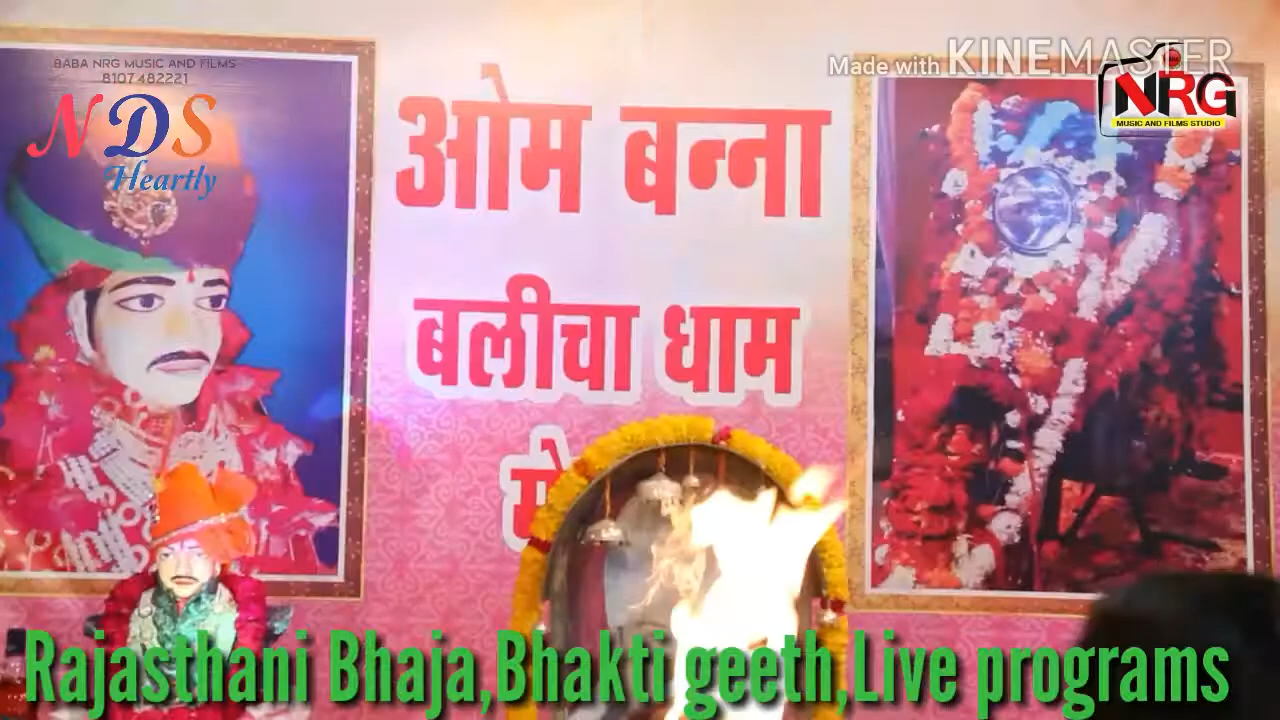 BABA NRG MUSIC AND FILMS
8107482221
NDS
Heartly
Made with KINEMASTER
NRG
MUSIC AND FILMS STUDIO
ओम बन्ना
बलीचा धाम
Rajasthani Bhaja,Bhakti geeth,Live programs